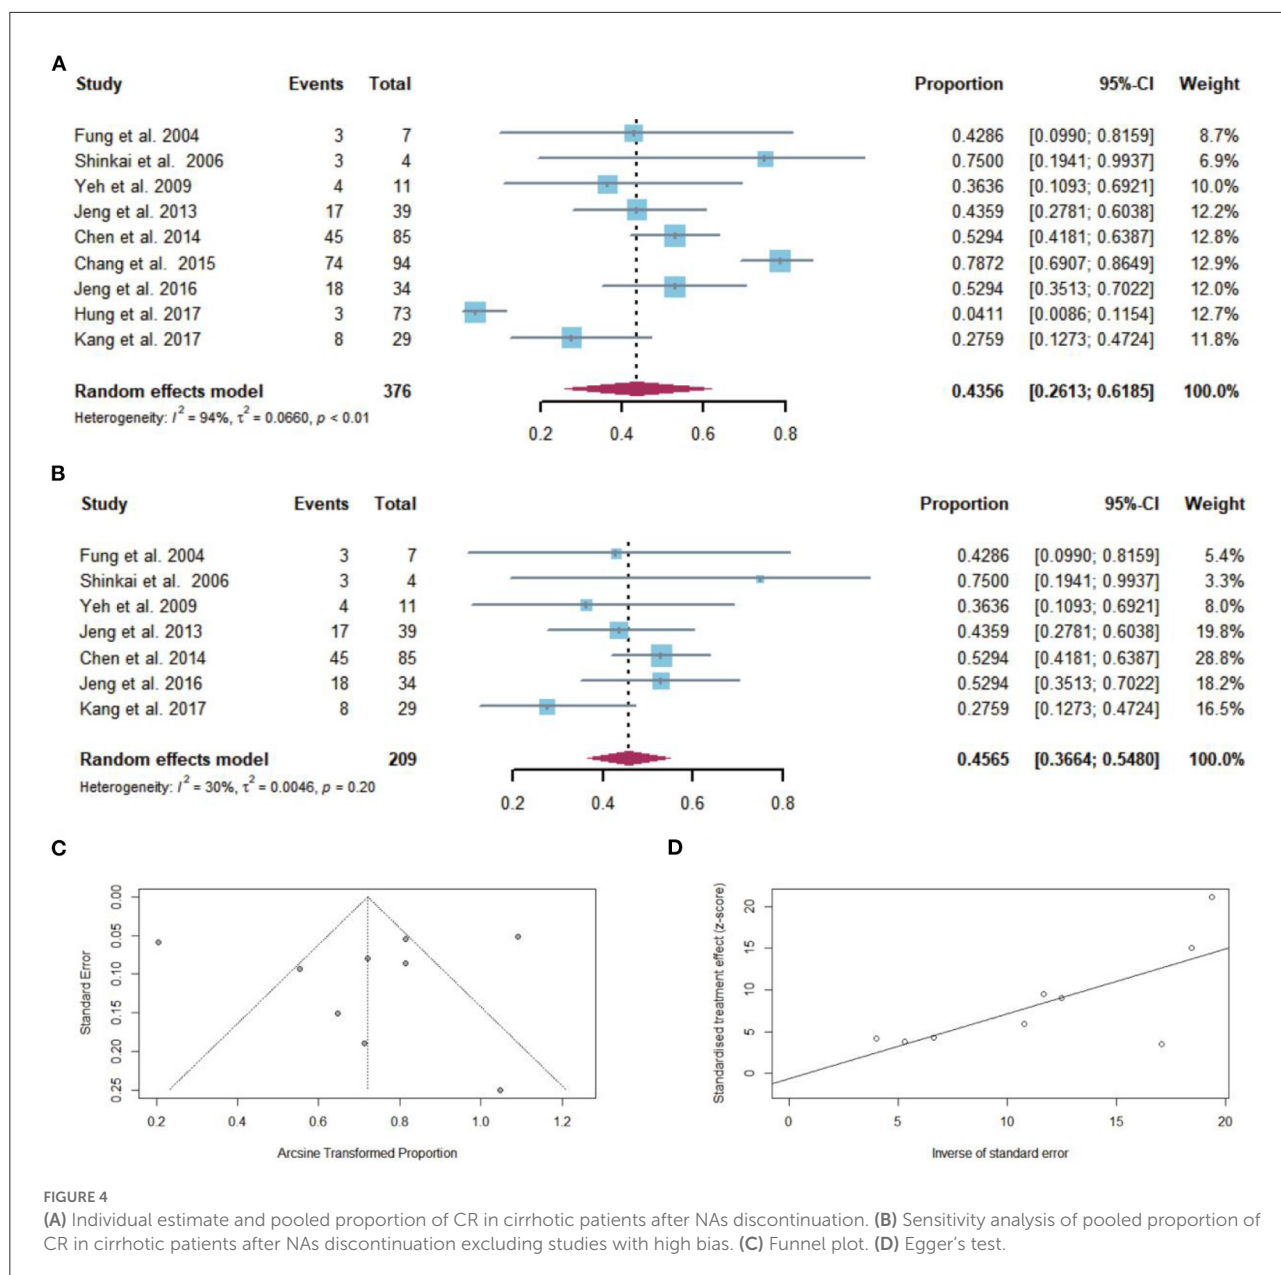 (A)
Study Events Total Proportion 95%-CI Weight
Fung et al. 2004 3 7 0.4286 [0.0990; 0.8159] 8.7%
Shinkai et al. 2006 3 4 0.7500 [0.1941; 0.9937] 6.9%
Yeh et al. 2009 4 11 0.3636 [0.1093; 0.6921] 10.0%
Jeng et al. 2013 17 39 0.4359 [0.2781; 0.6038] 12.2%
Chen et al. 2014 45 85 0.5294 [0.4181; 0.6387] 12.8%
Chang et al. 2015 74 94 0.7872 [0.6907; 0.8649] 12.9%
Jeng et al. 2016 18 34 0.5294 [0.3513; 0.7022] 12.0%
Hung et al. 2017 3 73 0.0411 [0.0086; 0.1154] 12.7%
Kang et al. 2017 8 29 0.2759 [0.1273; 0.4724] 11.8%
Random effects model 376 0.4356 [0.2613; 0.6185] 100.0%
Heterogeneity: I² = 94%, τ² = 0.0660, p < 0.01
0.2 0.4 0.6 0.8
B
Study Events Total Proportion 95%-CI Weight
Fung et al. 2004 3 7 0.4286 [0.0990; 0.8159] 5.4%
Shinkai et al. 2006 3 4 0.7500 [0.1941; 0.9937] 3.3%
Yeh et al. 2009 4 11 0.3636 [0.1093; 0.6921] 8.0%
Jeng et al. 2013 17 39 0.4359 [0.2781; 0.6038] 19.8%
Chen et al. 2014 45 85 0.5294 [0.4181; 0.6387] 28.8%
Jeng et al. 2016 18 34 0.5294 [0.3513; 0.7022] 18.2%
Kang et al. 2017 8 29 0.2759 [0.1273; 0.4724] 16.5%
Random effects model 209 0.4565 [0.3664; 0.5480] 100.0%
Heterogeneity: I² = 30%, τ² = 0.0046, p = 0.20
0.2 0.4 0.6 0.8
C
Standard Error
0.00
0.05
0.10
0.15
0.20
0.25
0.2 0.4 0.6 0.8 1.0 1.2
Arcsine Transformed Proportion
D
Standardised treatment effect (z-score)
20
15
10
5
0
0 5 10 15 20
Inverse of standard error
FIGURE 4
(A) Individual estimate and pooled proportion of CR in cirrhotic patients after NAs discontinuation. (B) Sensitivity analysis of pooled proportion of
CR in cirrhotic patients after NAs discontinuation excluding studies with high bias. (C) Funnel plot. (D) Egger's test.